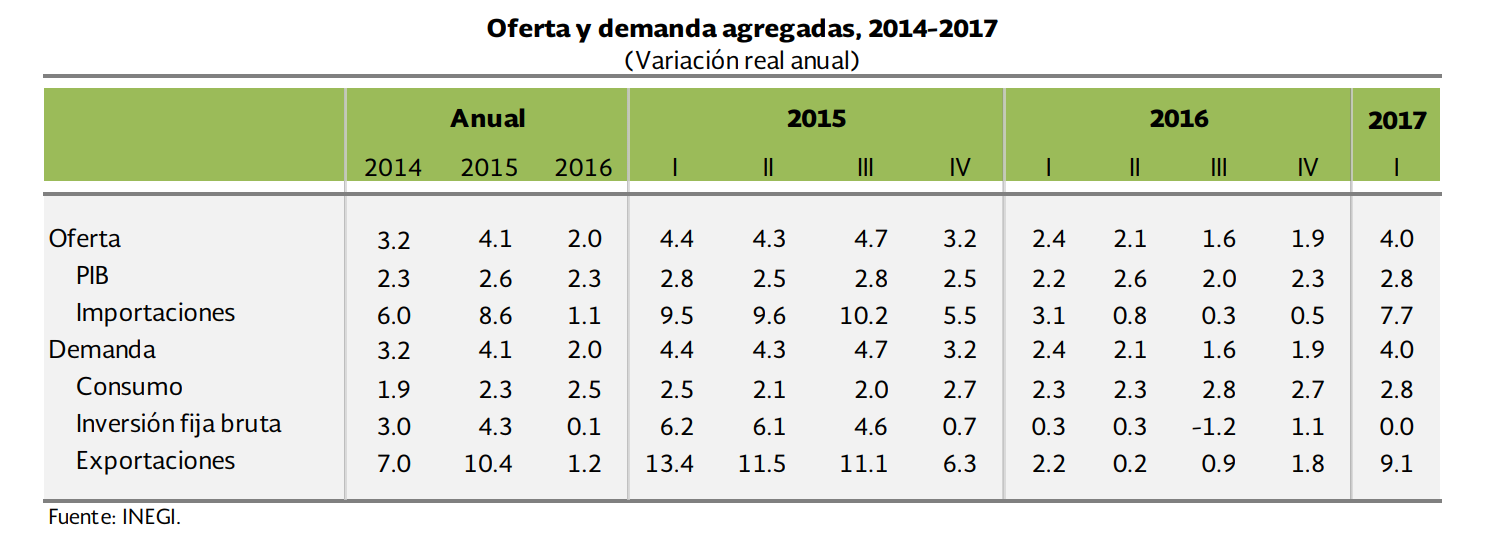 Oferta y demanda agregadas, 2014-2017
(Variación real anual)
Anual 2015 2016 2017
2014 2015 2016 I II III IV I II III IV I
Oferta 3.2 4.1 2.0 4.4 4.3 4.7 3.2 2.4 2.1 1.6 1.9 4.0
PIB 2.3 2.6 2.3 2.8 2.5 2.8 2.5 2.2 2.6 2.0 2.3 2.8
Importaciones 6.0 8.6 1.1 9.5 9.6 10.2 5.5 3.1 0.8 0.3 0.5 7.7
Demanda 3.2 4.1 2.0 4.4 4.3 4.7 3.2 2.4 2.1 1.6 1.9 4.0
Consumo 1.9 2.3 2.5 2.5 2.1 2.0 2.7 2.3 2.3 2.8 2.7 2.8
Inversión fija bruta 3.0 4.3 0.1 6.2 6.1 4.6 0.7 0.3 0.3 -1.2 1.1 0.0
Exportaciones 7.0 10.4 1.2 13.4 11.5 11.1 6.3 2.2 0.2 0.9 1.8 9.1
Fuente: INEGI.